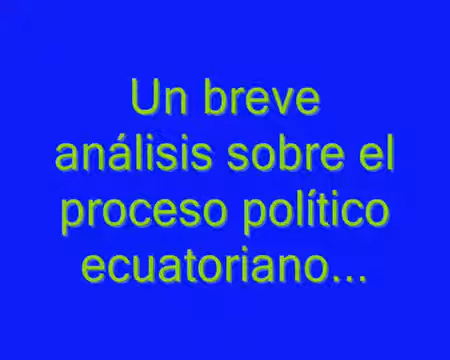 Un breve
análisis sobre el
proceso político
ecuatoriano...